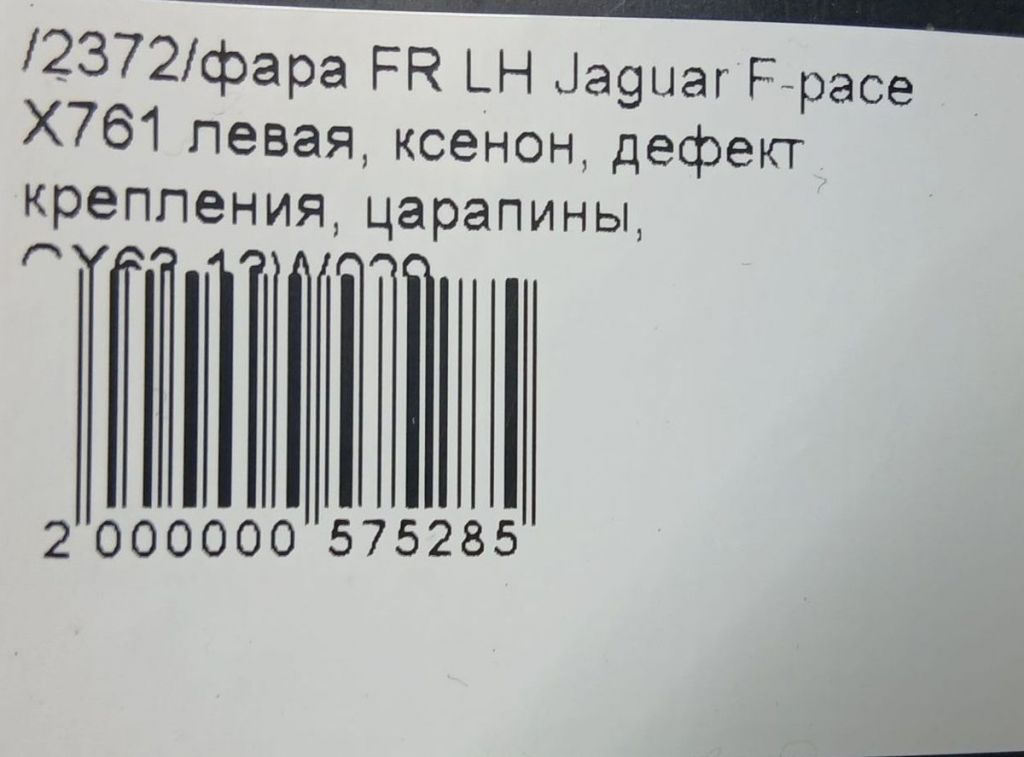 /2372/фара FR LH Jaguar F-pace
X761 левая, ксенон, дефект
крепления, царапины,
2 000000 575285